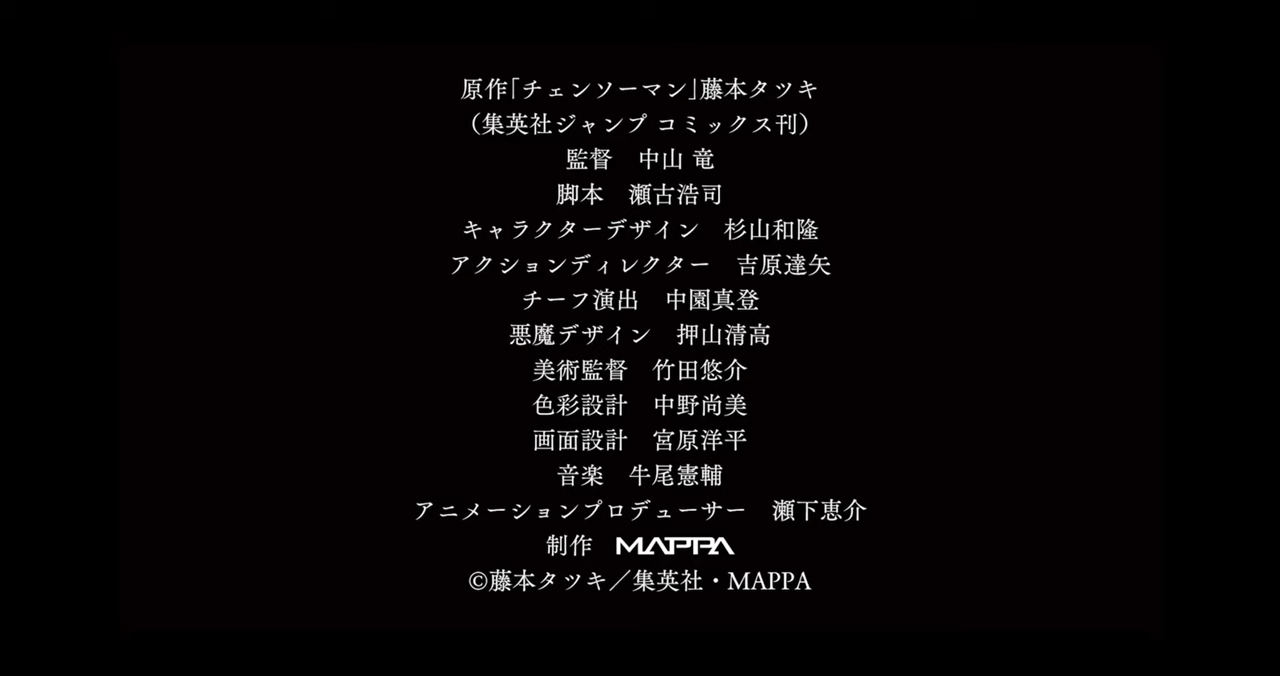 原作「チェンソーマン」藤本タツキ
（集英社ジャンプ コミックス刊）
監督　中山 竜
脚本　瀬古浩司
キャラクターデザイン　杉山和隆
アクションディレクター　吉原達矢
チーフ演出　中園真登
悪魔デザイン　押山清高
美術監督　竹田悠介
色彩設計　中野尚美
画面設計　宮原洋平
音楽　牛尾憲輔
アニメーションプロデューサー　瀬下恵介
制作　MAPPA
©藤本タツキ／集英社・MAPPA